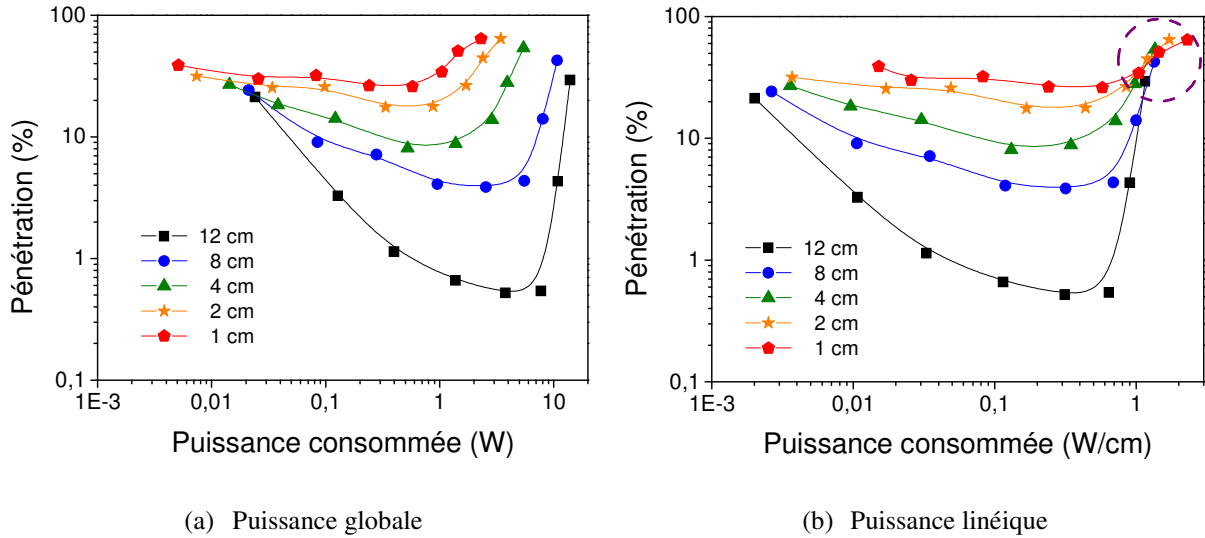 100
10
1
0,1
1E-3
0,01
0,1
1
10
Pénétration (%)
Puissance consommée (W)
12 cm
8 cm
4 cm
2 cm
1 cm
(a) Puissance globale
100
10
1
0,1
1E-3
0,01
0,1
1
Pénétration (%)
Puissance consommée (W/cm)
12 cm
8 cm
4 cm
2 cm
1 cm
(b) Puissance linéique